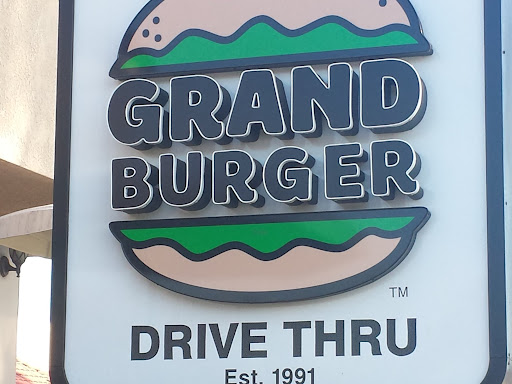 GRAND
BURGER
TM
DRIVE THRU
Est. 1991